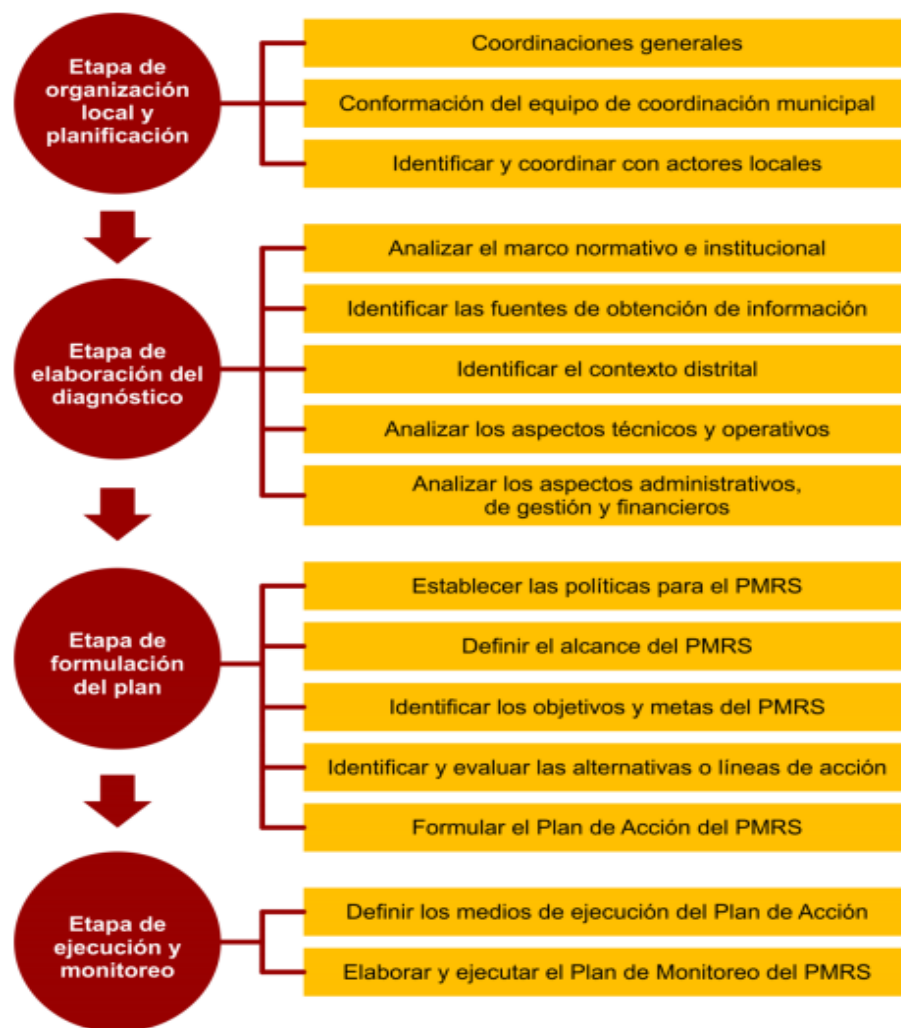 Etapa de
organización
local y
planificación
Coordinaciones generales
Conformación del equipo de coordinación municipal
Identificar y coordinar con actores locales
Etapa de
elaboración del
diagnóstico
Analizar el marco normativo e institucional
Identificar las fuentes de obtención de información
Identificar el contexto distrital
Analizar los aspectos técnicos y operativos
Analizar los aspectos administrativos,
de gestión y financieros
Etapa de
formulación
del plan
Establecer las políticas para el PMRS
Definir el alcance del PMRS
Identificar los objetivos y metas del PMRS
Identificar y evaluar las alternativas o líneas de acción
Formular el Plan de Acción del PMRS
Etapa de
ejecución y
monitoreo
Definir los medios de ejecución del Plan de Acción
Elaborar y ejecutar el Plan de Monitoreo del PMRS